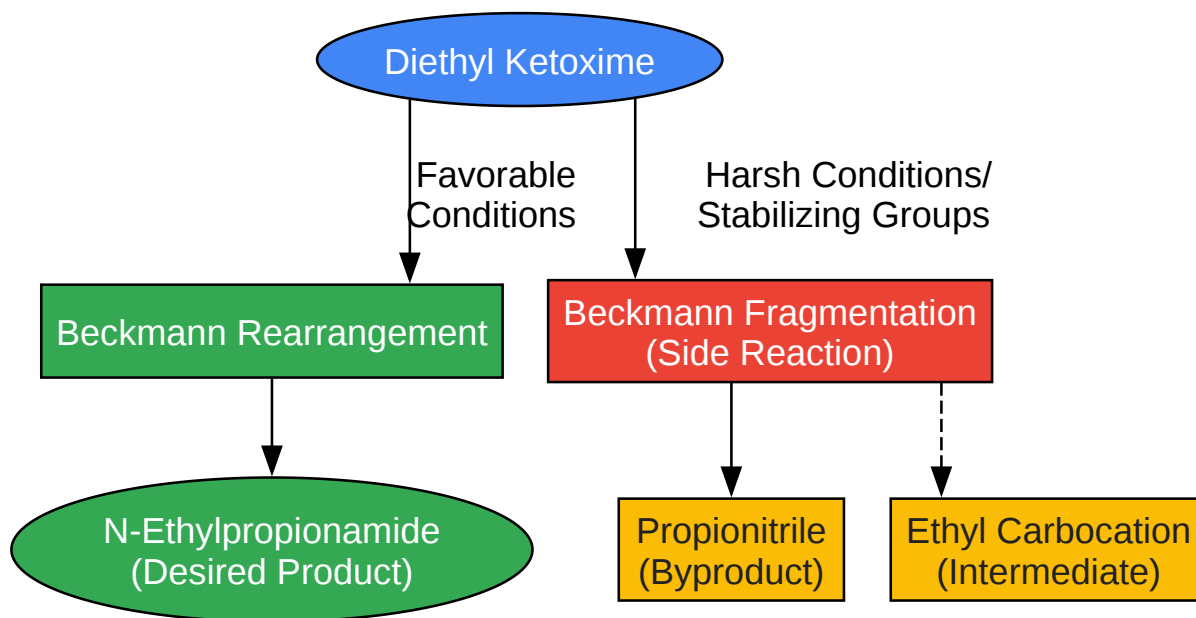 Diethyl Ketoxime
Favorable
Conditions
Harsh Conditions/
Stabilizing Groups
Beckmann Rearrangement
Beckmann Fragmentation
(Side Reaction)
N-Ethylpropionamide
(Desired Product)
Propionitrile
(Byproduct)
Ethyl Carbocation
(Intermediate)